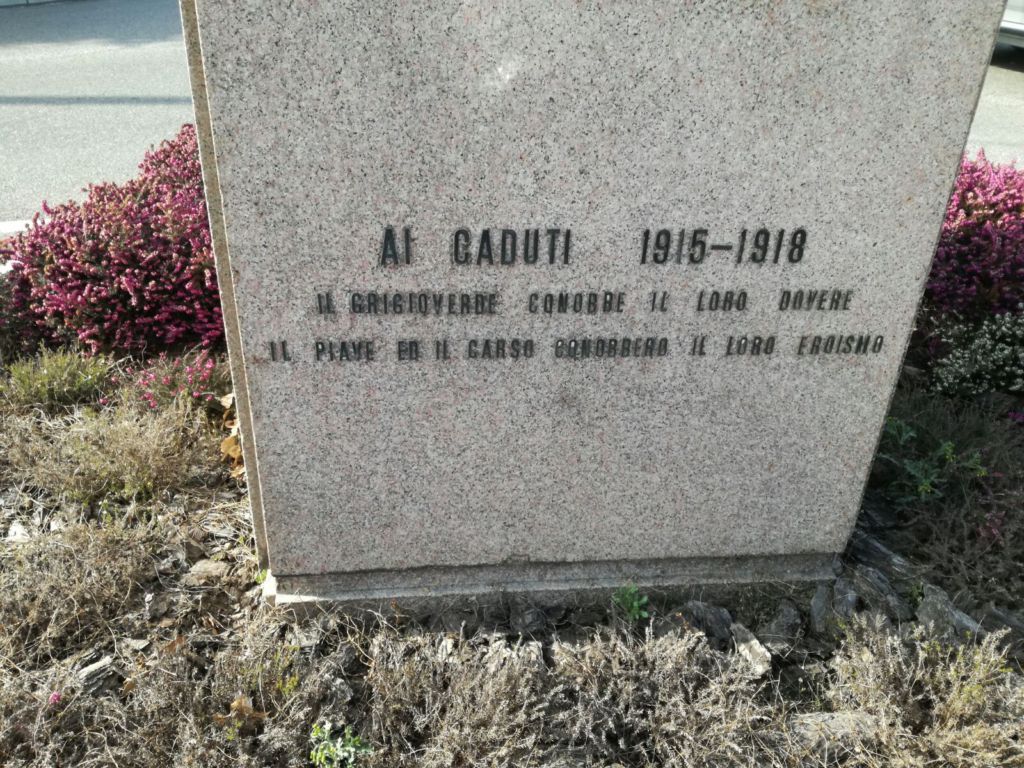 AI CADUTI 1915-1918
IL GRIGIOVERDE CONOBBE IL LORO DOVERE
IL PIAVE ED IL CARSO CONOBBERO IL LORO EROISMO